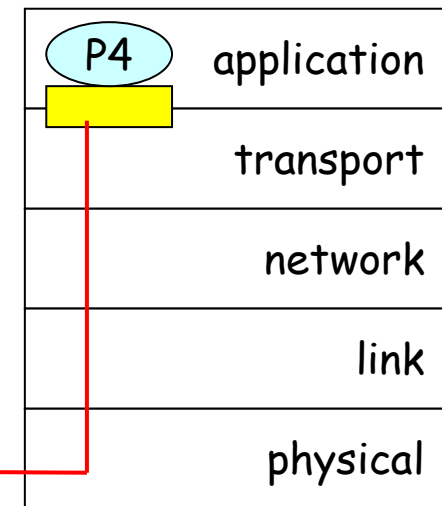 P4 application
transport
network
link
physical